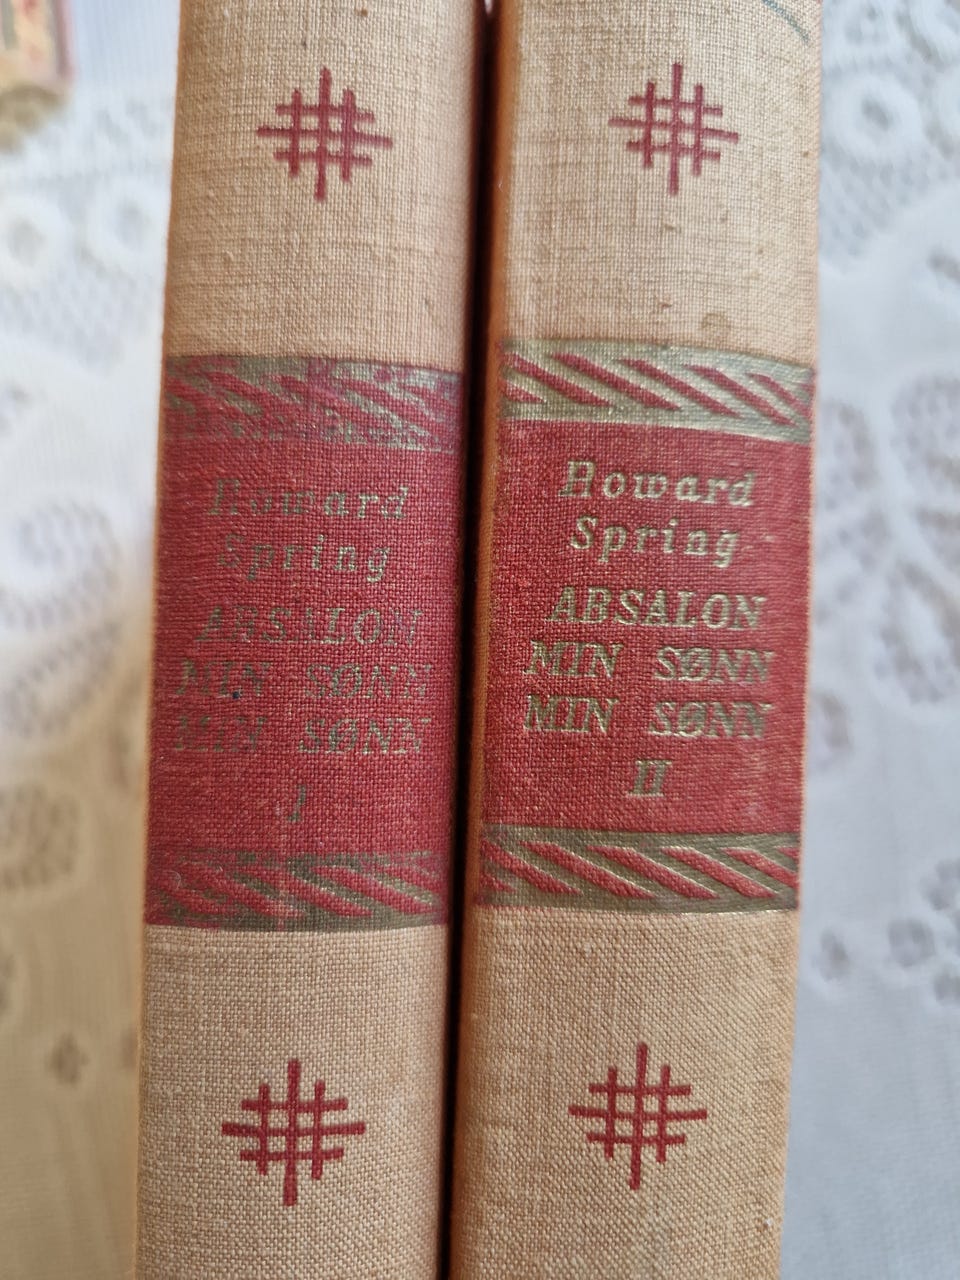 Howard
Spring
ABSALON
MIN SØNN
MIN SØNN
I
Howard
Spring
ABSALON
MIN SØNN
MIN SØNN
II